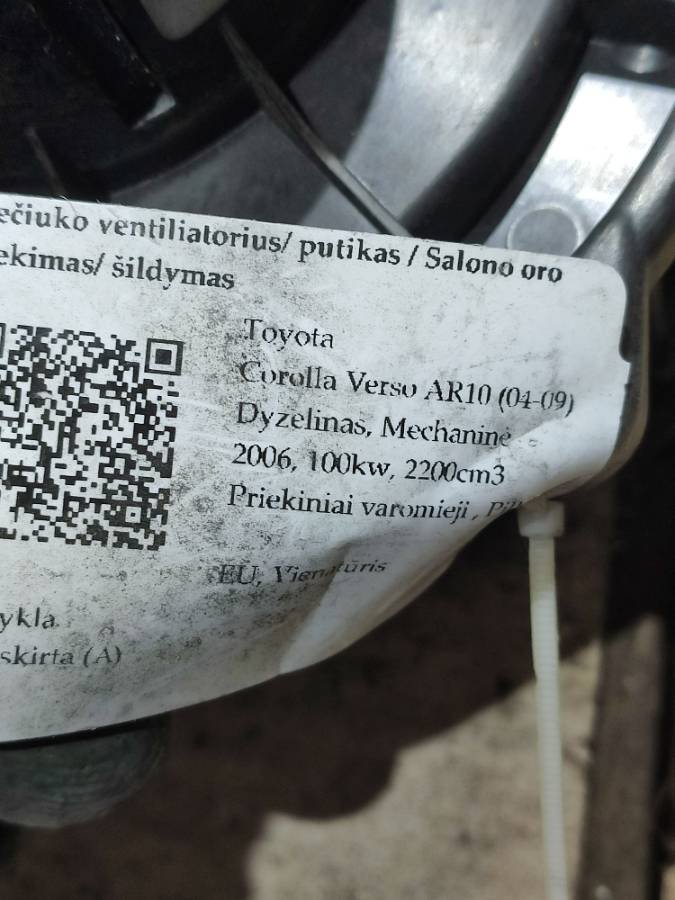 ečiuko ventiliatorius/ putikas / Salono oro
ekimas/ šildymas
Toyota
Corolla Verso AR10 (04-09)
Dyzelinas, Mechaninė
2006, 100kw, 2200cm3
Priekiniai varomieji ,
EU, Vienatūris
ykla
skirta (A)